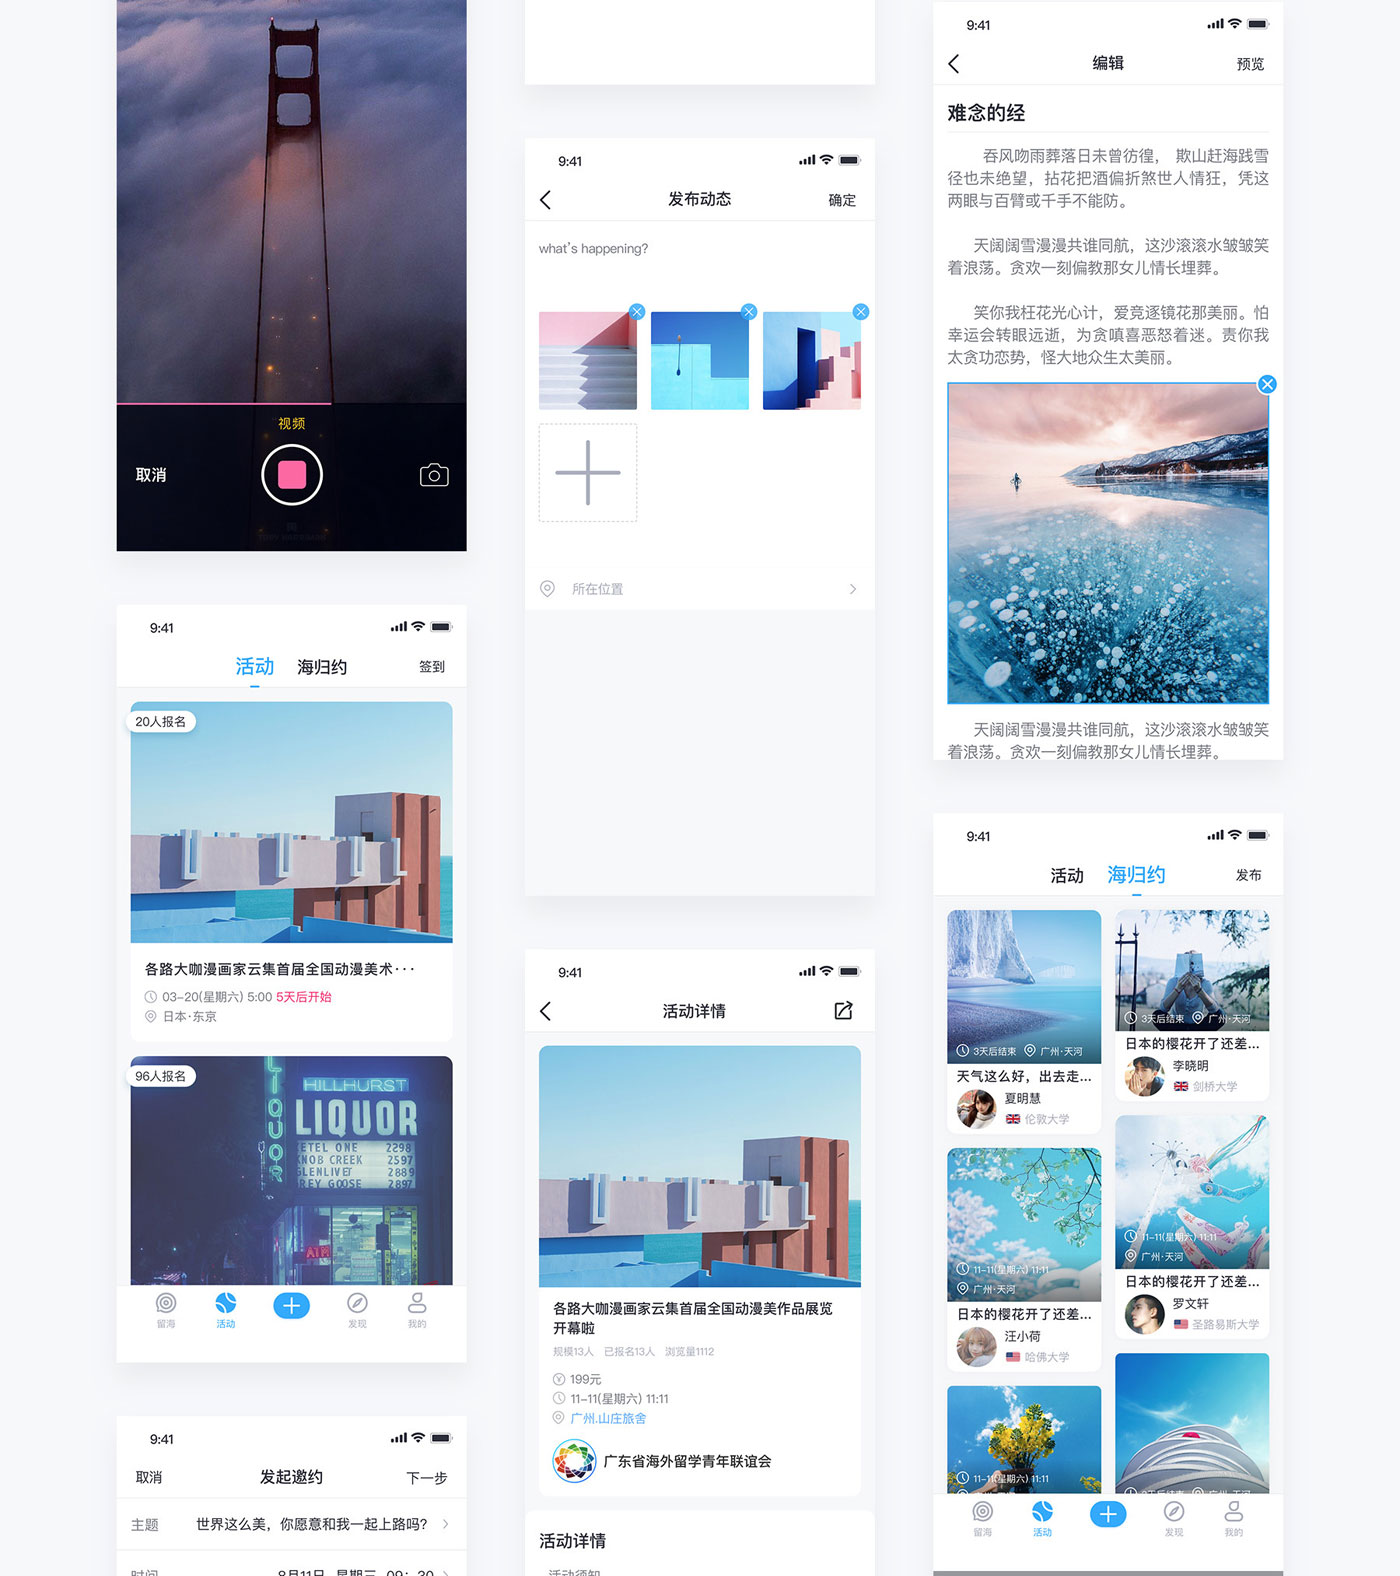 视频
取消
9:41
活动
海归约
签到
20人报名
各路大咖漫画家云集首届全国动漫美术···
03-20(星期六) 5:00 5天后开始
日本·东京
96人报名
LIQUOR
HILLHURST
LIQUOR
KETEL ONE 2298
KNOB CREEK 2597
GLENLIVET 2889
GREY GOOSE 2897
ATM
留海
活动
发现
我的
9:41
取消
发起邀约
下一步
主题
世界这么美，你愿意和我一起上路吗？
时间
8月11日 星期三 09：30
9:41
发布动态
确定
what's happening?
所在位置
9:41
活动详情
各路大咖漫画家云集首届全国动漫美作品展览
开幕啦
规模13人 已报名13人 浏览量1112
199元
11-11(星期六) 11:11
广州.山庄旅舍
广东省海外留学青年联谊会
活动详情
活动须知
9:41
编辑
预览
难念的经
吞风吻雨葬落日未曾彷徨， 欺山赶海践雪
径也未绝望，拈花把酒偏折煞世人情狂，凭这
两眼与百臂或千手不能防。
天阔阔雪漫漫共谁同航，这沙滚滚水皱皱笑
着浪荡。贪欢一刻偏教那女儿情长埋葬。
笑你我枉花光心计，爱竞逐镜花那美丽。怕
幸运会转眼远逝，为贪嗔喜恶怒着迷。责你我
太贪功恋势，怪大地众生太美丽。
天阔阔雪漫漫共谁同航，这沙滚滚水皱皱笑
着浪荡。贪欢一刻偏教那女儿情长埋葬。
9:41
活动
海归约
发布
3天后结束 广州·天河
天气这么好，出去走...
夏明慧
伦敦大学
3天后结束 广州·天河
日本的樱花开了还差...
李晓明
剑桥大学
11-11(星期六) 11:11
广州·天河
日本的樱花开了还差...
汪小荷
哈佛大学
11-11(星期六) 11:11
广州·天河
日本的樱花开了还差...
罗文轩
圣路易斯大学
11-11(星期六) 11:11
3天后结束 广州·天河
留海
活动
发现
我的